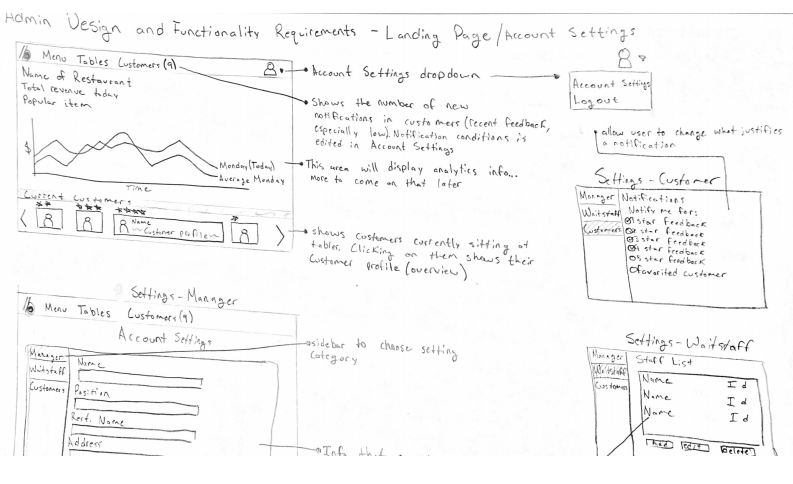 Admin Design and Functionality Requirements - Landing Page/Account Settings
Menu Tables Customers(9)
Name of Restaurant
Total revenue today
Popular item
$
Monday(Today)
Average Monday
Time
Current Customers
** *** **** *
Name
Customer profile
Account Settings dropdown
Account Settings
Log out
Shows the number of new
notifications in customers (recent feedback,
especially low). Notification conditions is
edited in Account Settings
This area will display analytics info...
more to come on that later
shows customers currently sitting at
tables. Clicking on them shows their
Customer profile (overview)
allow user to change what justifies
a notification
Settings - Customer
Manager
Waitstaff
Customers
Notifications
Notify me for:
1 star feedback
2 star feedback
3 star feedback
4 star feedback
5 star feedback
favorited customer
Settings - Manager
Menu Tables Customers(9)
Account Settings
Manager
Waitstaff
Customers
Name
Position
Rest. Name
Address
sidebar to choose setting
category
Info that
Settings - Waitstaff
Manager
Waitstaff
Customers
Staff List
Name Id
Name Id
Name Id
Add Edit Delete